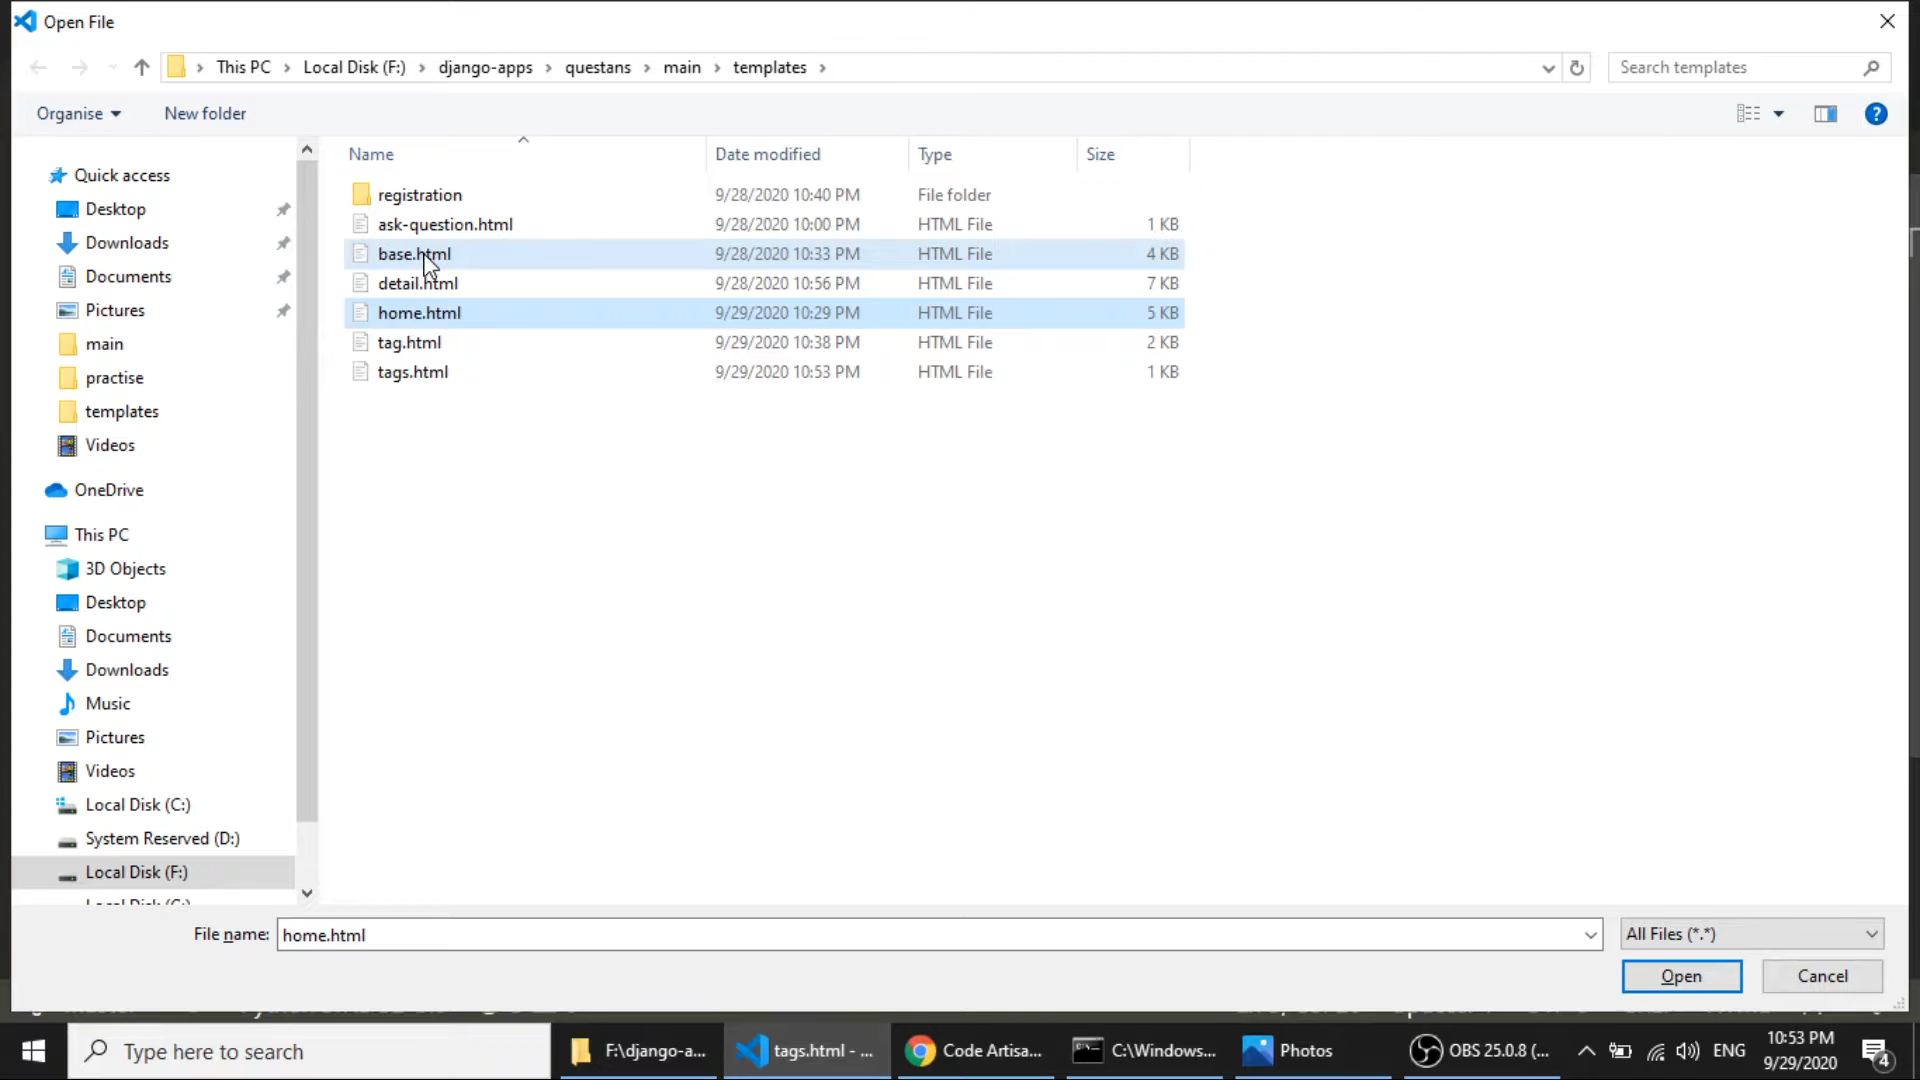 Open File
This PC › Local Disk (F:) › django-apps › questans › main › templates ›
Search templates
Organise
New folder
?
Name
Date modified
Type
Size
registration 9/28/2020 10:40 PM File folder
ask-question.html 9/28/2020 10:00 PM HTML File 1 KB
base.html 9/28/2020 10:33 PM HTML File 4 KB
detail.html 9/28/2020 10:56 PM HTML File 7 KB
home.html 9/29/2020 10:29 PM HTML File 5 KB
tag.html 9/29/2020 10:38 PM HTML File 2 KB
tags.html 9/29/2020 10:53 PM HTML File 1 KB
Quick access
Desktop
Downloads
Documents
Pictures
main
practise
templates
Videos
OneDrive
This PC
3D Objects
Desktop
Documents
Downloads
Music
Pictures
Videos
Local Disk (C:)
System Reserved (D:)
Local Disk (F:)
File name: home.html
All Files (*.*)
Open
Cancel
Type here to search
F:\django-a...
tags.html - ...
Code Artisa...
C:\Windows...
Photos
OBS 25.0.8 (...
ENG
10:53 PM
9/29/2020
4